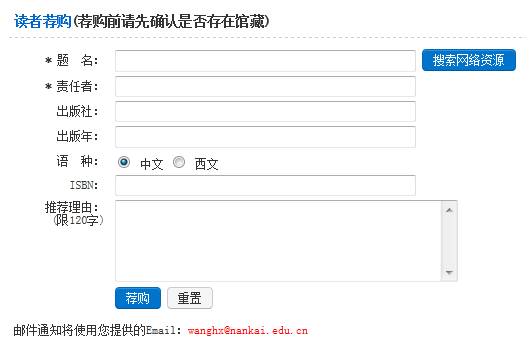 读者荐购(荐购前请先确认是否存在馆藏)
* 题 名： 搜索网络资源
* 责任者：
出版社：
出版年：
语 种： 中文 西文
ISBN：
推荐理由：
(限120字)
荐购 重置
邮件通知将使用您提供的Email: wanghx@nankai.edu.cn